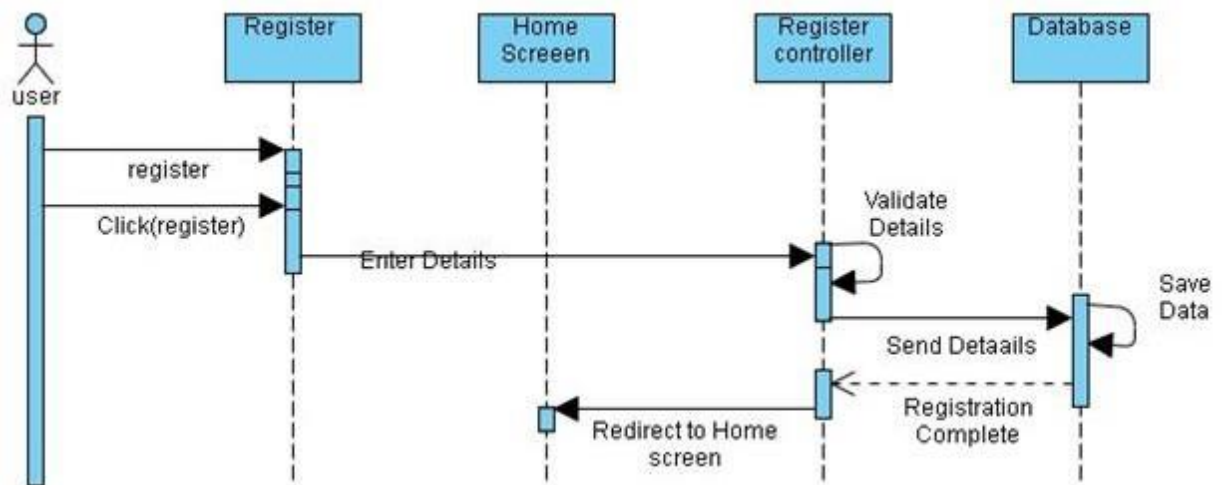 user
Register
Home
Screeen
Register
controller
Database
register
Click(register)
Enter Details
Validate
Details
Send Detaails
Save
Data
Registration
Complete
Redirect to Home
screen